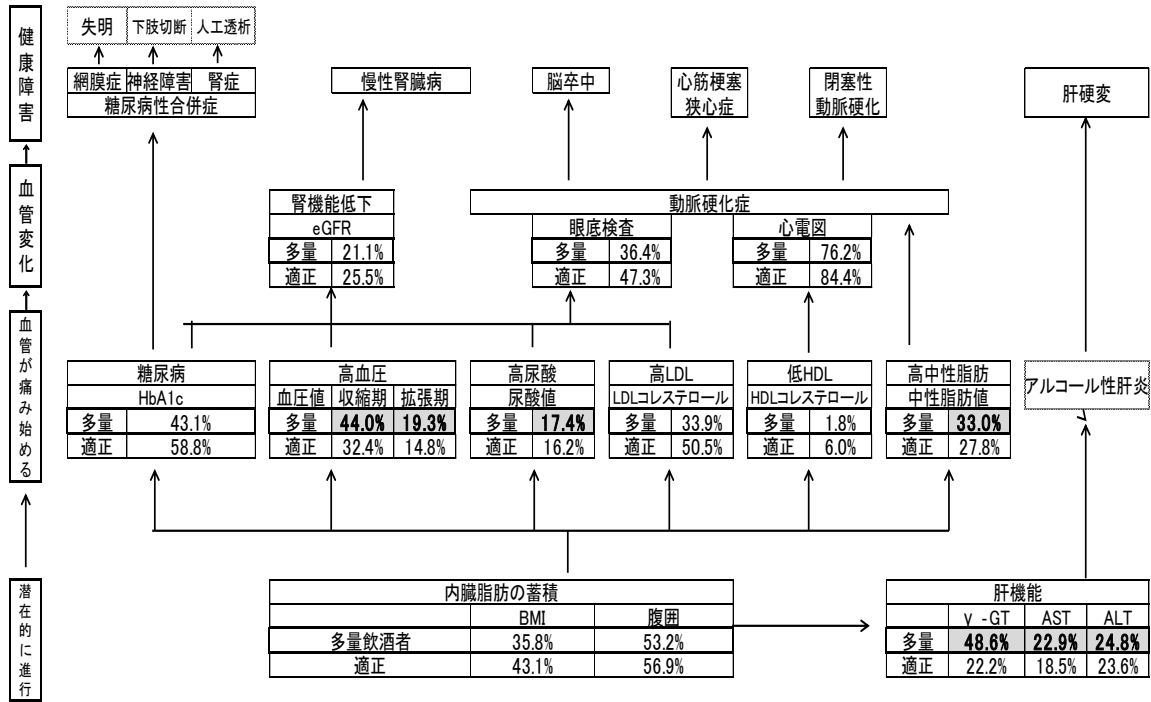 健康障害
血管変化
血管が痛み始める
潜在的に進行
失明 下肢切断 人工透析
網膜症 神経障害 腎症
糖尿病性合併症
慢性腎臓病
脳卒中
心筋梗塞
狭心症
閉塞性
動脈硬化
肝硬変
腎機能低下
eGFR
多量 21.1%
適正 25.5%
動脈硬化症
眼底検査
多量 36.4%
適正 47.3%
心電図
多量 76.2%
適正 84.4%
糖尿病
HbA1c
多量 43.1%
適正 58.8%
高血圧
血圧値 収縮期 拡張期
多量 44.0% 19.3%
適正 32.4% 14.8%
高尿酸
尿酸値
多量 17.4%
適正 16.2%
高LDL
LDLコレステロール
多量 33.9%
適正 50.5%
低HDL
HDLコレステロール
多量 1.8%
適正 6.0%
高中性脂肪
中性脂肪値
多量 33.0%
適正 27.8%
アルコール性肝炎
内臓脂肪の蓄積
BMI 腹囲
多量飲酒者 35.8% 53.2%
適正 43.1% 56.9%
肝機能
γ-GT AST ALT
多量 48.6% 22.9% 24.8%
適正 22.2% 18.5% 23.6%